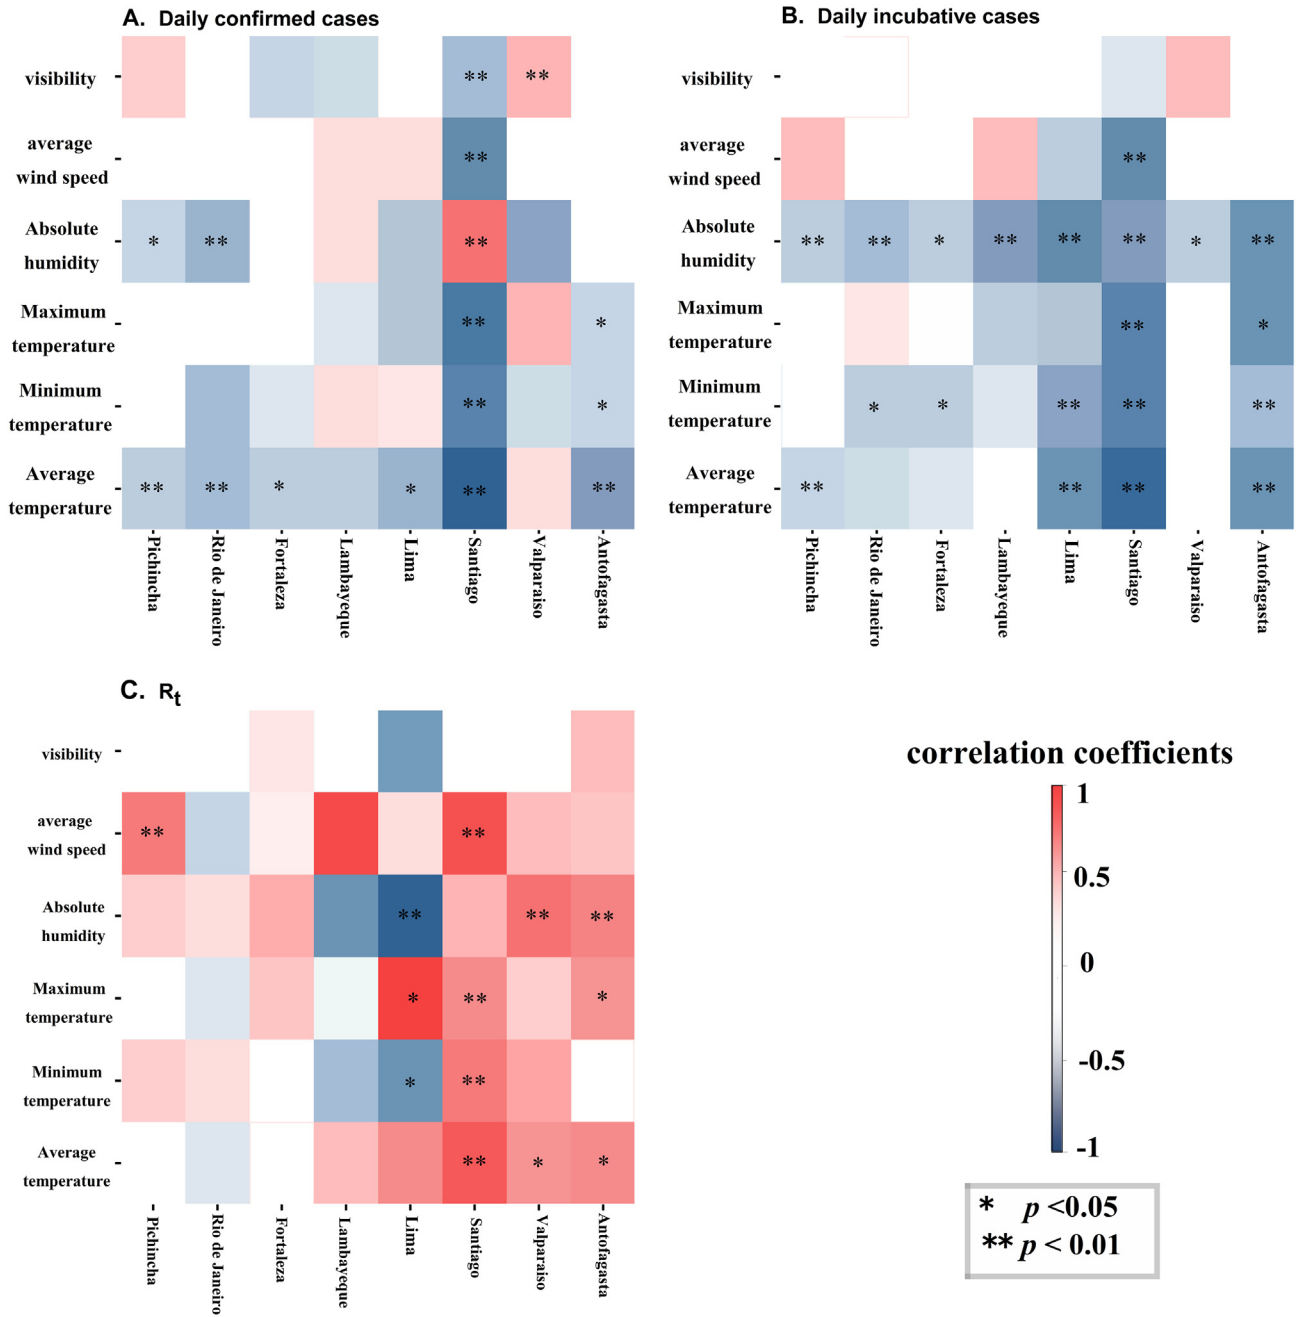 A. Daily confirmed cases
visibility
** **
average
wind speed
**
Absolute
humidity
* ** **
Maximum
temperature
** *
Minimum
temperature
** *
Average
temperature
** ** * * ** **
Pichincha
Rio de Janeiro
Fortaleza
Lambayeque
Lima
Santiago
Valparaiso
Antofagasta
B. Daily incubative cases
visibility
average
wind speed
**
Absolute
humidity
** ** * ** ** ** * **
Maximum
temperature
** *
Minimum
temperature
* * ** ** **
Average
temperature
** ** ** **
Pichincha
Rio de Janeiro
Fortaleza
Lambayeque
Lima
Santiago
Valparaiso
Antofagasta
C. Rt
visibility
average
wind speed
** **
Absolute
humidity
** ** **
Maximum
temperature
* ** *
Minimum
temperature
* **
Average
temperature
** * *
Pichincha
Rio de Janeiro
Fortaleza
Lambayeque
Lima
Santiago
Valparaiso
Antofagasta
correlation coefficients
1
0.5
0
-0.5
-1
* p <0.05
** p < 0.01